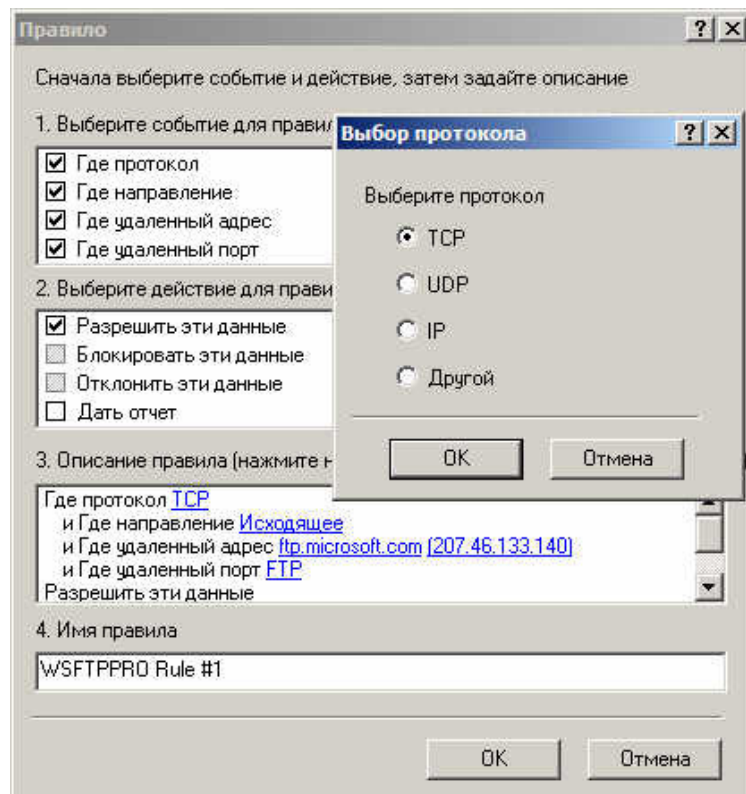 Правило
Сначала выберите событие и действие, затем задайте описание
1. Выберите событие для правил
Где протокол
Где направление
Где удаленный адрес
Где удаленный порт
2. Выберите действие для прави
Разрешить эти данные
Блокировать эти данные
Отклонить эти данные
Дать отчет
3. Описание правила (нажмите н
Где протокол TCP
и Где направление Исходящее
и Где удаленный адрес ftp.microsoft.com (207.46.133.140)
и Где удаленный порт FTP
Разрешить эти данные
4. Имя правила
WSFTPPRO Rule #1
OK Отмена
Выбор протокола
Выберите протокол
TCP
UDP
IP
Другой
OK Отмена